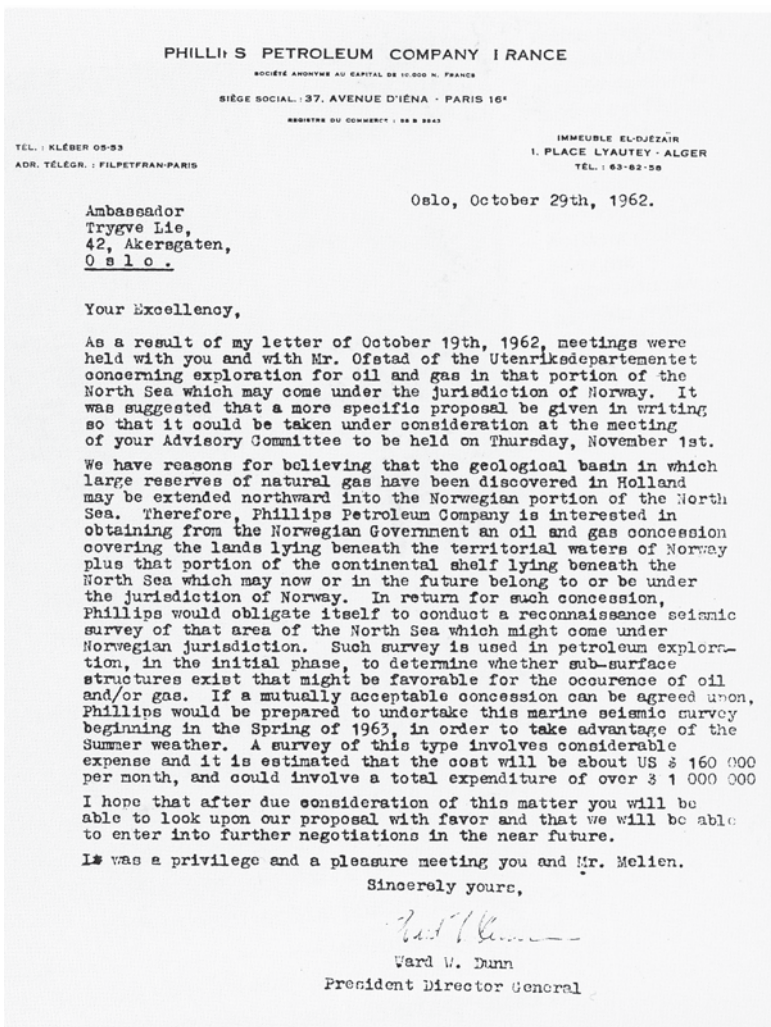 PHILLIPS PETROLEUM COMPANY FRANCE
SOCIÉTÉ ANONYME AU CAPITAL DE 10.000 N. FRANCS
SIÈGE SOCIAL : 37, AVENUE D'IÉNA - PARIS 16e
REGISTRE DU COMMERCE :
TÉL. : KLÉBER 05-53
ADR. TÉLÉGR. : FILPETFRAN-PARIS
IMMEUBLE EL-DJÉZAÏR
1, PLACE LYAUTEY - ALGER
TÉL. : 63-62-58
Oslo, October 29th, 1962.
Ambassador
Trygve Lie,
42, Akersgaten,
O s l o .
Your Excellency,
As a result of my letter of October 19th, 1962, meetings were
held with you and with Mr. Ofstad of the Utenriksdepartementet
concerning exploration for oil and gas in that portion of the
North Sea which may come under the jurisdiction of Norway. It
was suggested that a more specific proposal be given in writing
so that it could be taken under consideration at the meeting
of your Advisory Committee to be held on Thursday, November 1st.
We have reasons for believing that the geological basin in which
large reserves of natural gas have been discovered in Holland
may be extended northward into the Norwegian portion of the North
Sea. Therefore, Phillips Petroleum Company is interested in
obtaining from the Norwegian Government an oil and gas concession
covering the lands lying beneath the territorial waters of Norway
plus that portion of the continental shelf lying beneath the
North Sea which may now or in the future belong to or be under
the jurisdiction of Norway. In return for such concession,
Phillips would obligate itself to conduct a reconnaissance seismic
survey of that area of the North Sea which might come under
Norwegian jurisdiction. Such survey is used in petroleum explora-
tion, in the initial phase, to determine whether sub-surface
structures exist that might be favorable for the occurence of oil
and/or gas. If a mutually acceptable concession can be agreed upon,
Phillips would be prepared to undertake this marine seismic survey
beginning in the Spring of 1963, in order to take advantage of the
Summer weather. A survey of this type involves considerable
expense and it is estimated that the cost will be about US $ 160 000
per month, and could involve a total expenditure of over $ 1 000 000
I hope that after due consideration of this matter you will be
able to look upon our proposal with favor and that we will be able
to enter into further negotiations in the near future.
It was a privilege and a pleasure meeting you and Mr. Melien.
Sincerely yours,
Ward W. Dunn
President Director General